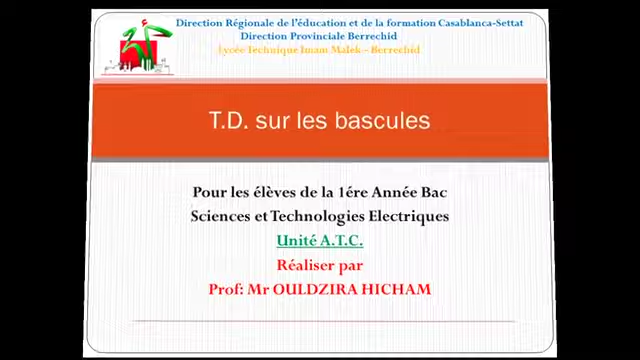 Direction Régionale de l'éducation et de la formation Casablanca-Settat
Direction Provinciale Berrechid
Lycée Technique Imam Malek - Berrechid
T.D. sur les bascules
Pour les élèves de la 1ére Année Bac
Sciences et Technologies Electriques
Unité A.T.C.
Réaliser par
Prof: Mr OULDZIRA HICHAM